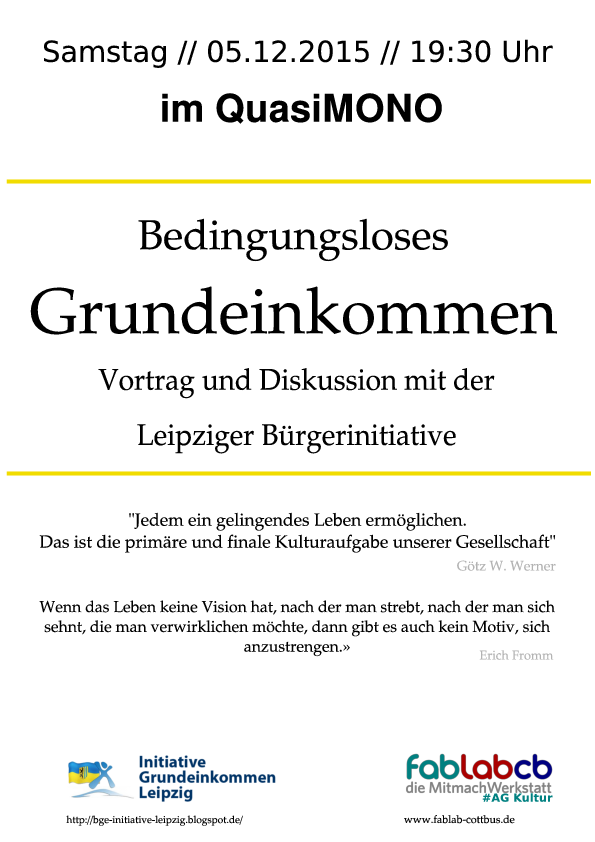 Samstag // 05.12.2015 // 19:30 Uhr
im QuasiMONO
Bedingungsloses
Grundeinkommen
Vortrag und Diskussion mit der
Leipziger Bürgerinitiative
"Jedem ein gelingendes Leben ermöglichen.
Das ist die primäre und finale Kulturaufgabe unserer Gesellschaft"
Götz W. Werner
Wenn das Leben keine Vision hat, nach der man strebt, nach der man sich
sehnt, die man verwirklichen möchte, dann gibt es auch kein Motiv, sich
anzustrengen.»
Erich Fromm
Initiative
Grundeinkommen
Leipzig
http://bge-initiative-leipzig.blogspot.de/
fabLabcb
die MitmachWerkstatt
#AG Kultur
www.fablab-cottbus.de